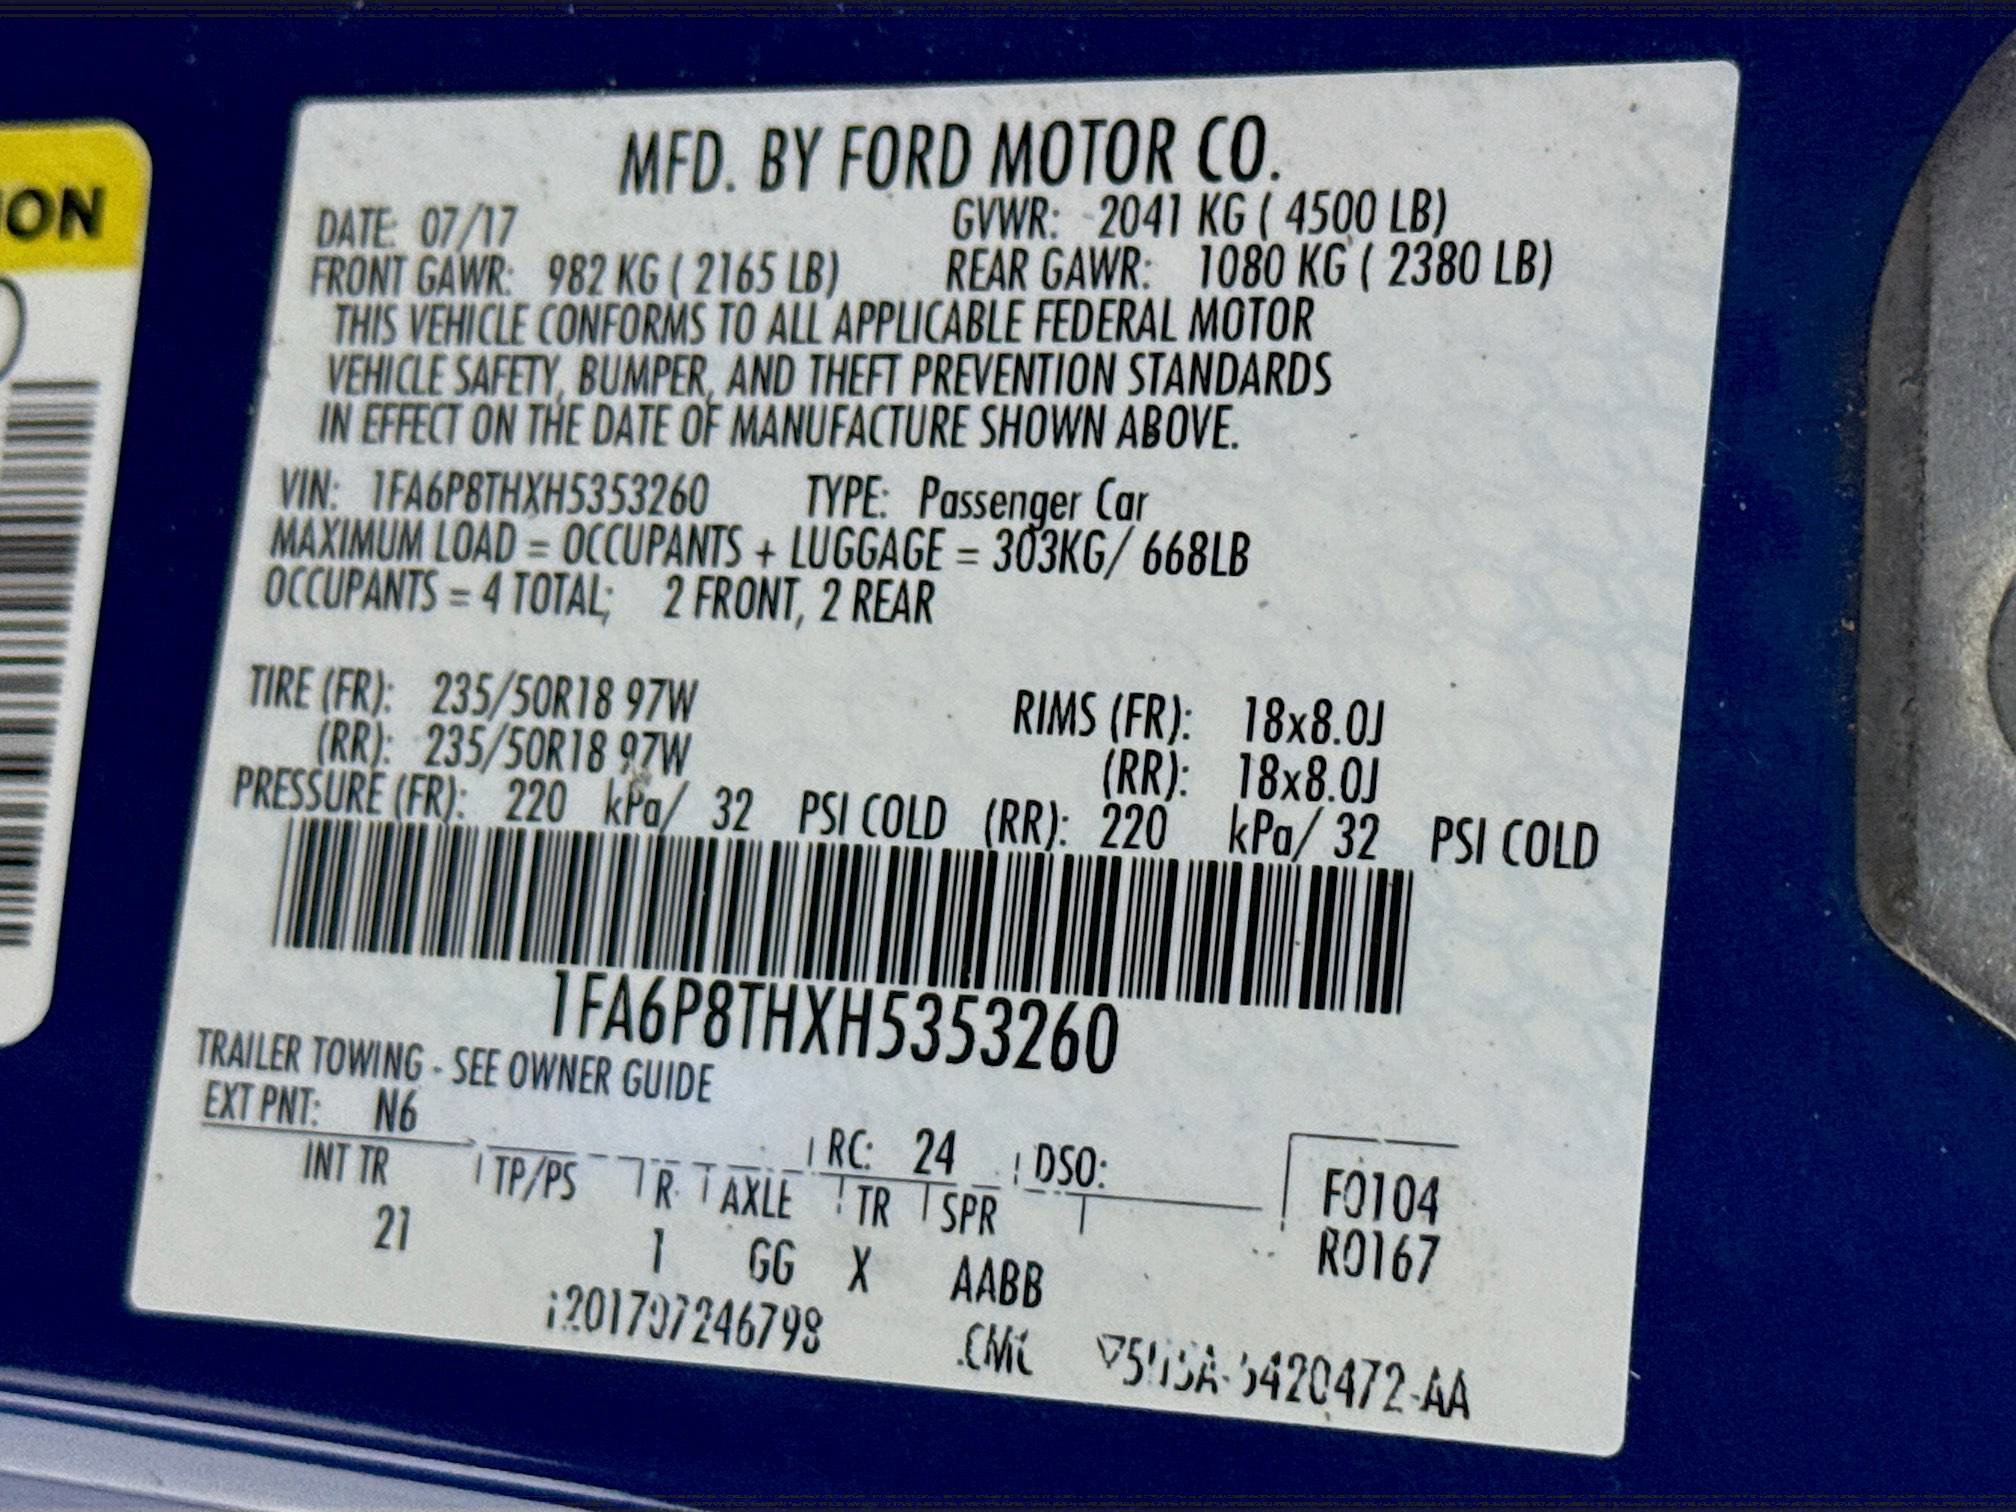 ION
MFD. BY FORD MOTOR CO.
DATE: 07/17 GVWR: 2041 KG ( 4500 LB)
FRONT GAWR: 982 KG ( 2165 LB) REAR GAWR: 1080 KG ( 2380 LB)
THIS VEHICLE CONFORMS TO ALL APPLICABLE FEDERAL MOTOR
VEHICLE SAFETY, BUMPER, AND THEFT PREVENTION STANDARDS
IN EFFECT ON THE DATE OF MANUFACTURE SHOWN ABOVE.
VIN: 1FA6P8THXH5353260 TYPE: Passenger Car
MAXIMUM LOAD = OCCUPANTS + LUGGAGE = 303KG/ 668LB
OCCUPANTS = 4 TOTAL; 2 FRONT, 2 REAR
TIRE (FR): 235/50R18 97W RIMS (FR): 18x8.0J
(RR): 235/50R18 97W (RR): 18x8.0J
PRESSURE (FR): 220 kPa/ 32 PSI COLD (RR): 220 kPa/ 32 PSI COLD
1FA6P8THXH5353260
TRAILER TOWING - SEE OWNER GUIDE
EXT PNT: N6 RC: 24 DSO:
INT TR TP/PS R AXLE TR SPR F0104
21 1 GG X AABB R0167